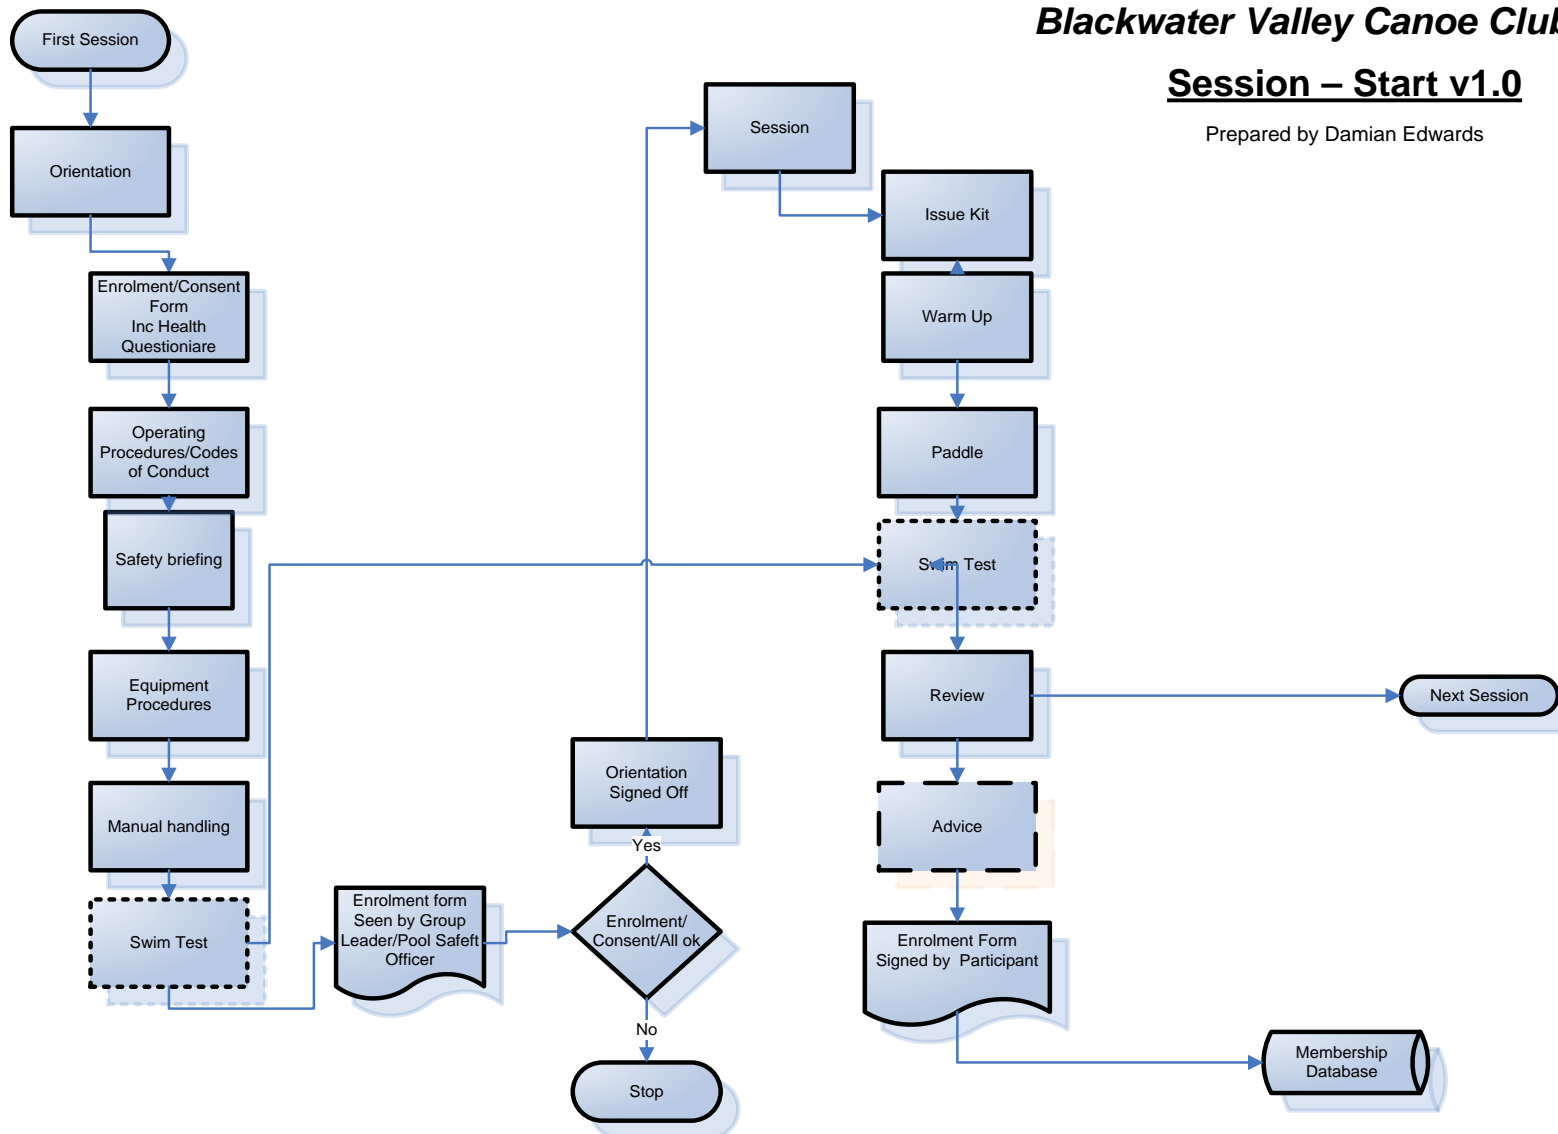 Blackwater Valley Canoe Club
Session – Start v1.0
Prepared by Damian Edwards
First Session
Orientation
Enrolment/Consent
Form
Inc Health
Questioniare
Operating
Procedures/Codes
of Conduct
Safety briefing
Equipment
Procedures
Manual handling
Swim Test
Enrolment form
Seen by Group
Leader/Pool Safeft
Officer
Enrolment/
Consent/All ok
Yes
No
Stop
Orientation
Signed Off
Session
Issue Kit
Warm Up
Paddle
Swim Test
Review
Next Session
Advice
Enrolment Form
Signed by  Participant
Membership
Database